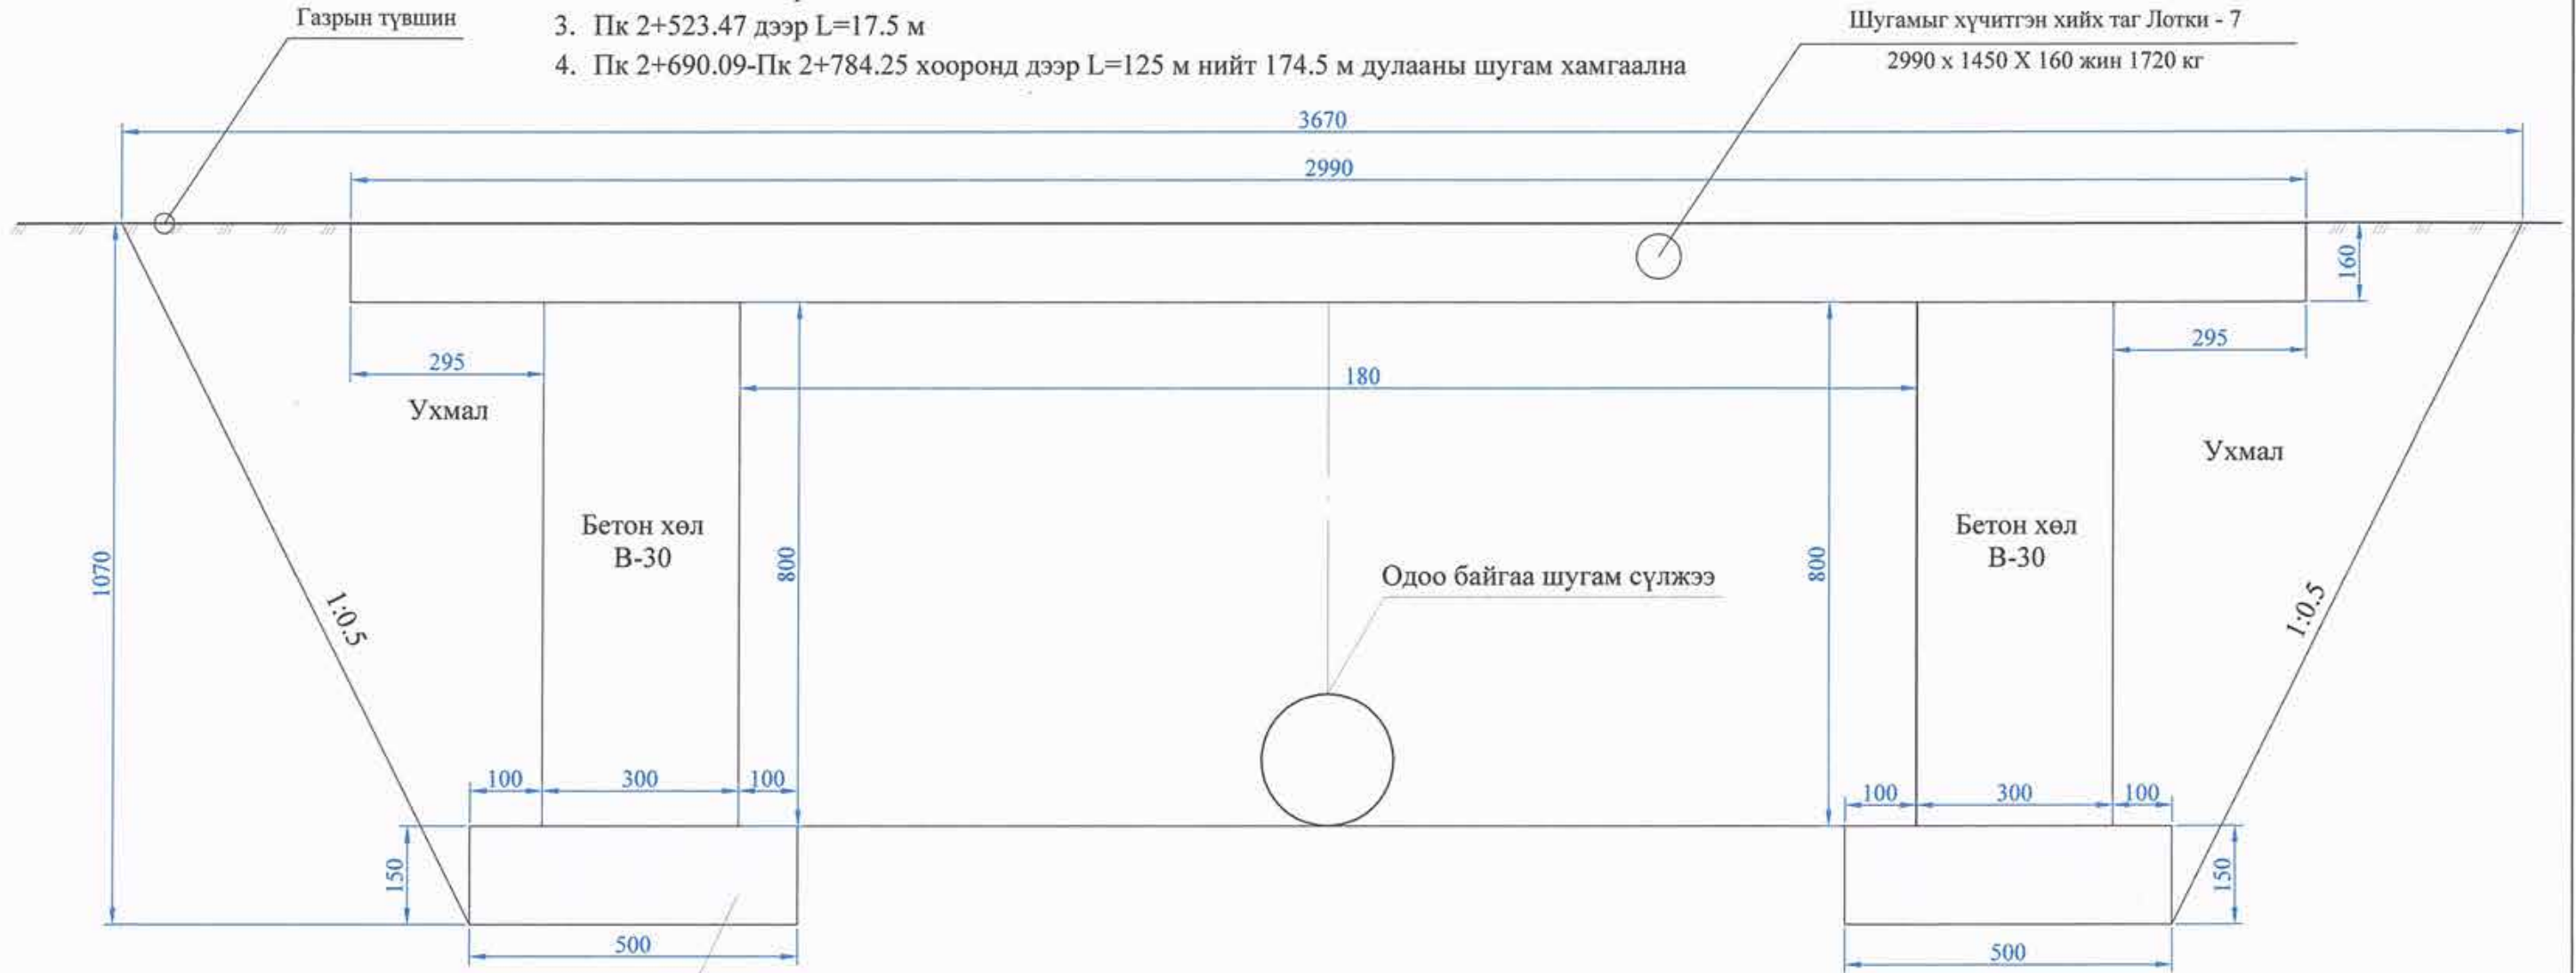 Газрын түвшин
3. Пк 2+523.47 дээр L=17.5 м
4. Пк 2+690.09-Пк 2+784.25 хооронд дээр L=125 м нийт 174.5 м дулааны шугам хамгаална
Шугамыг хүчитгэн хийх таг Лотки - 7
2990 x 1450 X 160 жин 1720 кг
3670
2990
160
295
295
180
Ухмал
Ухмал
Бетон хөл
В-30
Бетон хөл
В-30
1070
800
800
Одоо байгаа шугам сүлжээ
1:0.5
1:0.5
100
300
100
100
300
100
150
150
500
500